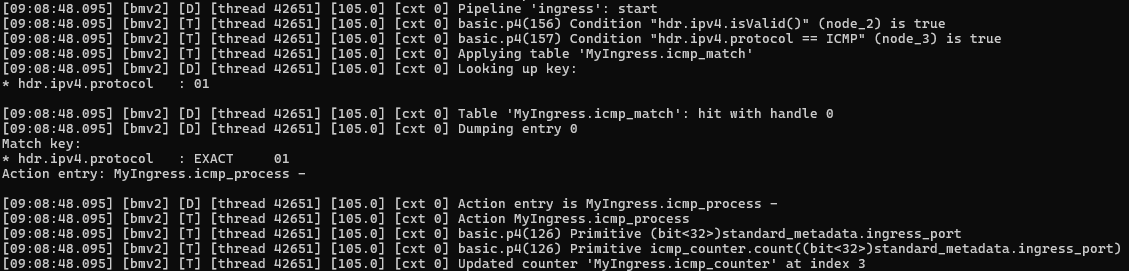 [09:08:48.095] [bmv2] [D] [thread 42651] [105.0] [cxt 0] Pipeline 'ingress': start
[09:08:48.095] [bmv2] [T] [thread 42651] [105.0] [cxt 0] basic.p4(156) Condition "hdr.ipv4.isValid()" (node_2) is true
[09:08:48.095] [bmv2] [T] [thread 42651] [105.0] [cxt 0] basic.p4(157) Condition "hdr.ipv4.protocol == ICMP" (node_3) is true
[09:08:48.095] [bmv2] [T] [thread 42651] [105.0] [cxt 0] Applying table 'MyIngress.icmp_match'
[09:08:48.095] [bmv2] [D] [thread 42651] [105.0] [cxt 0] Looking up key:
* hdr.ipv4.protocol   : 01
[09:08:48.095] [bmv2] [D] [thread 42651] [105.0] [cxt 0] Table 'MyIngress.icmp_match': hit with handle 0
[09:08:48.095] [bmv2] [D] [thread 42651] [105.0] [cxt 0] Dumping entry 0
Match key:
* hdr.ipv4.protocol   : EXACT     01
Action entry: MyIngress.icmp_process -
[09:08:48.095] [bmv2] [D] [thread 42651] [105.0] [cxt 0] Action entry is MyIngress.icmp_process -
[09:08:48.095] [bmv2] [T] [thread 42651] [105.0] [cxt 0] Action MyIngress.icmp_process
[09:08:48.095] [bmv2] [T] [thread 42651] [105.0] [cxt 0] basic.p4(126) Primitive (bit<32>)standard_metadata.ingress_port
[09:08:48.095] [bmv2] [T] [thread 42651] [105.0] [cxt 0] basic.p4(126) Primitive icmp_counter.count((bit<32>)standard_metadata.ingress_port)
[09:08:48.095] [bmv2] [T] [thread 42651] [105.0] [cxt 0] Updated counter 'MyIngress.icmp_counter' at index 3